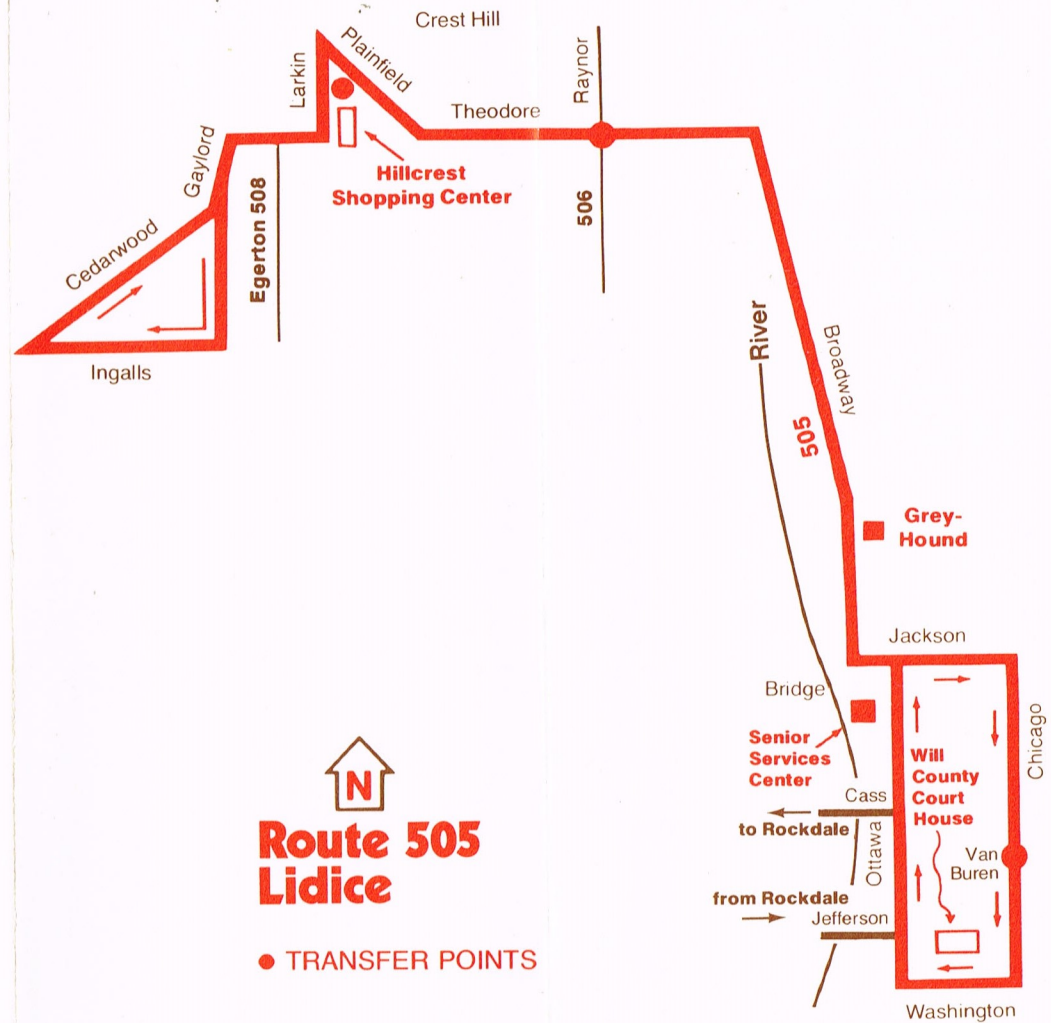 Crest Hill
Plainfield
Larkin
Raynor
Theodore
Gaylord
Hillcrest
Shopping Center
Egerton 508
506
Cedarwood
Ingalls
River
Broadway
505
Grey-
Hound
Jackson
Bridge
Senior
Services
Center
Chicago
Will
County
Court
House
Cass
to Rockdale
Ottawa
Van
Buren
from Rockdale
Jefferson
Washington
N
Route 505
Lidice
TRANSFER POINTS